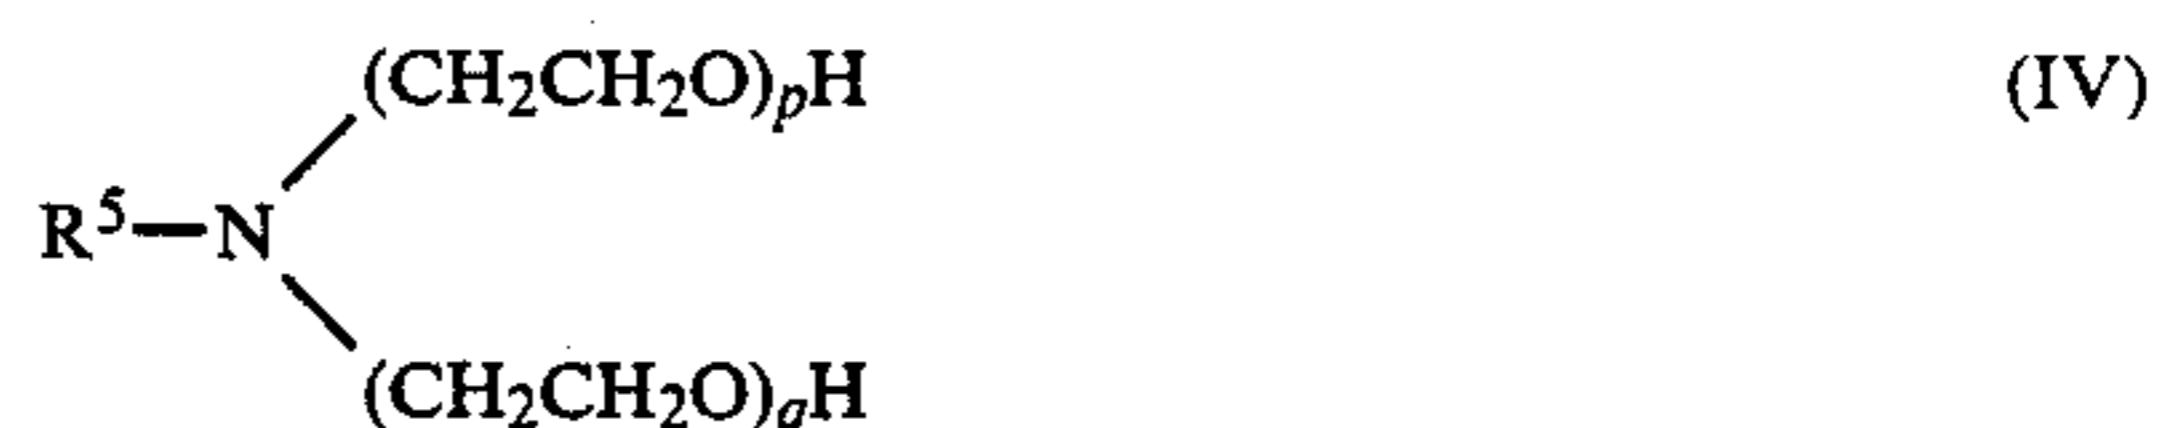 (CH₂CH₂O)ₚH (IV)
R⁵—N
(CH₂CH₂O)qH